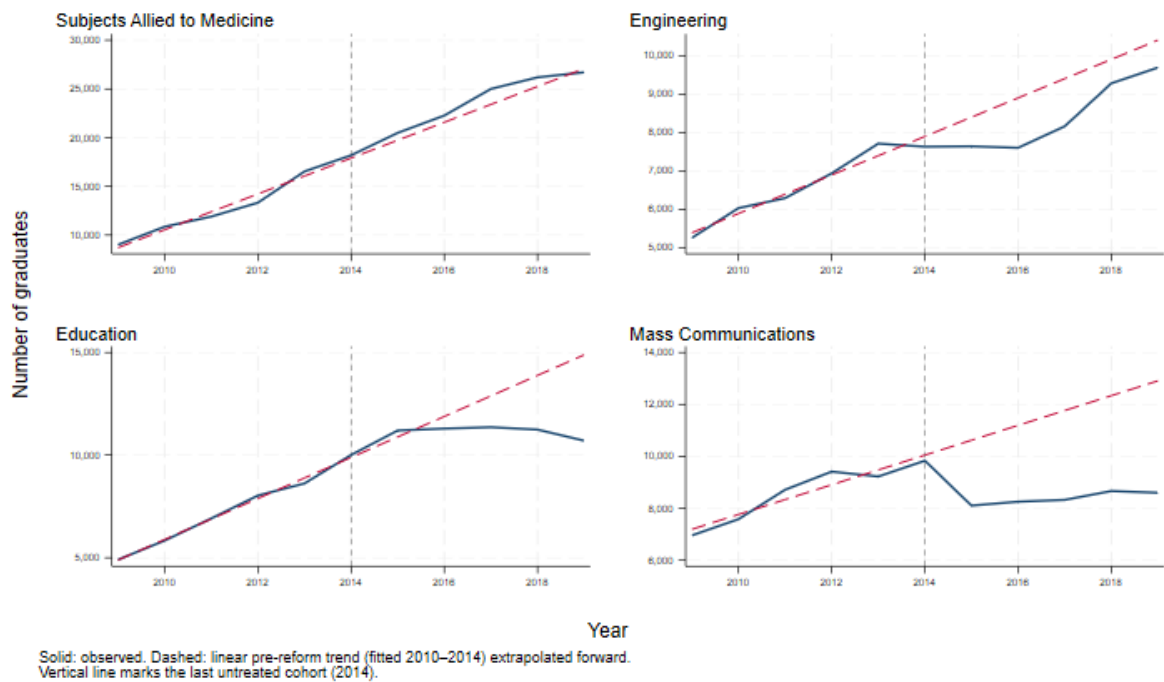 Subjects Allied to Medicine
30,000
25,000
20,000
15,000
10,000
2010 2012 2014 2016 2018
Engineering
10,000
9,000
8,000
7,000
6,000
5,000
2010 2012 2014 2016 2018
Education
15,000
10,000
5,000
2010 2012 2014 2016 2018
Mass Communications
14,000
12,000
10,000
8,000
6,000
2010 2012 2014 2016 2018
Number of graduates
Year
Solid: observed. Dashed: linear pre-reform trend (fitted 2010–2014) extrapolated forward.
Vertical line marks the last untreated cohort (2014).